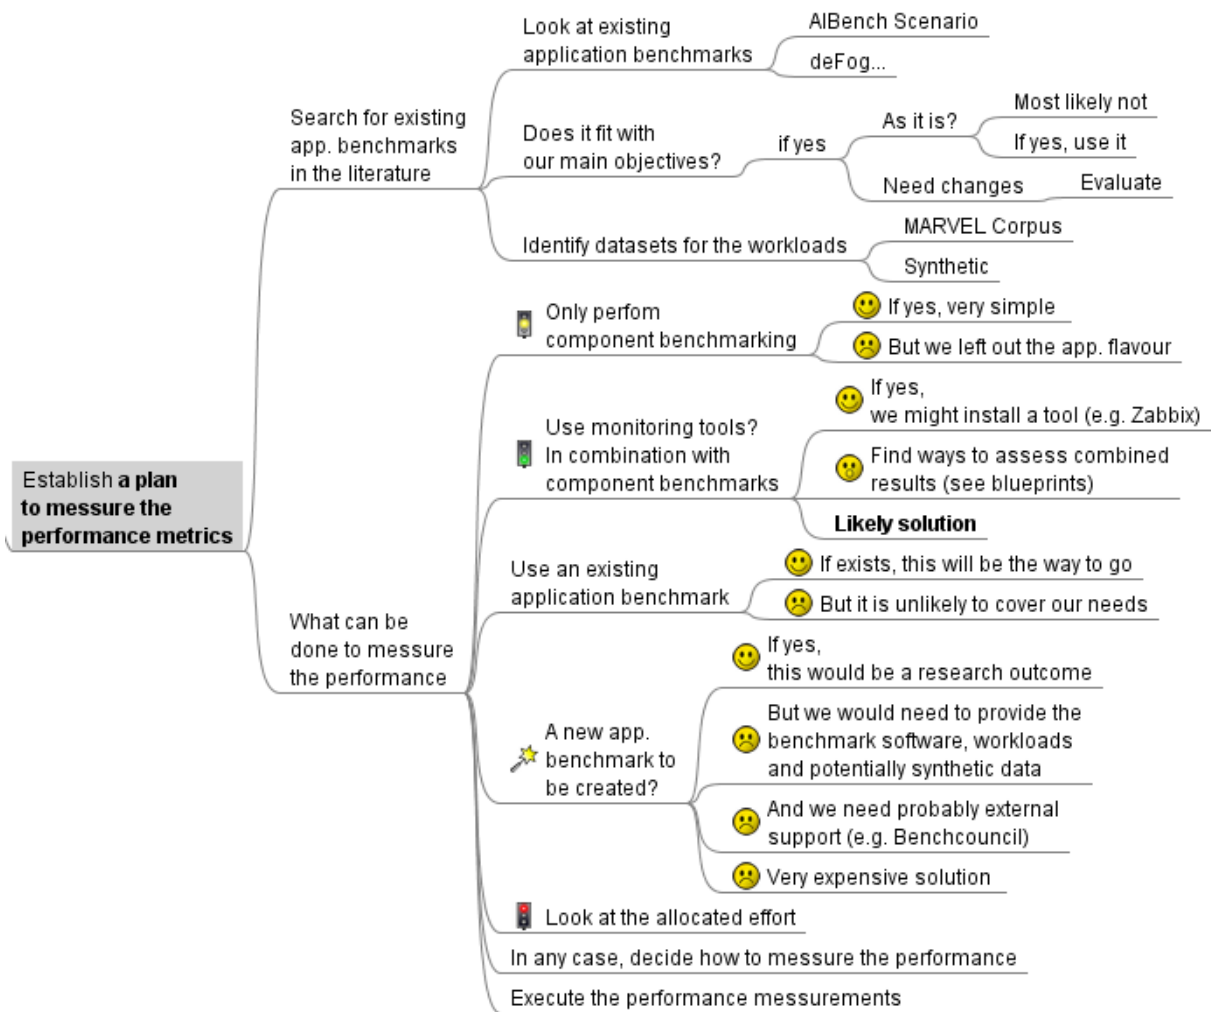 Look at existing
application benchmarks
AIBench Scenario
deFog...
Search for existing
app. benchmarks
in the literature
Does it fit with
our main objectives?
if yes
As it is?
Most likely not
If yes, use it
Need changes
Evaluate
Identify datasets for the workloads
MARVEL Corpus
Synthetic
Only perfom
component benchmarking
If yes, very simple
But we left out the app. flavour
Use monitoring tools?
In combination with
component benchmarks
If yes,
we might install a tool (e.g. Zabbix)
Find ways to assess combined
results (see blueprints)
Likely solution
Establish a plan
to messure the
performance metrics
Use an existing
application benchmark
If exists, this will be the way to go
But it is unlikely to cover our needs
What can be
done to messure
the performance
A new app.
benchmark to
be created?
If yes,
this would be a research outcome
But we would need to provide the
benchmark software, workloads
and potentially synthetic data
And we need probably external
support (e.g. Benchcouncil)
Very expensive solution
Look at the allocated effort
In any case, decide how to messure the performance
Execute the performance messurements